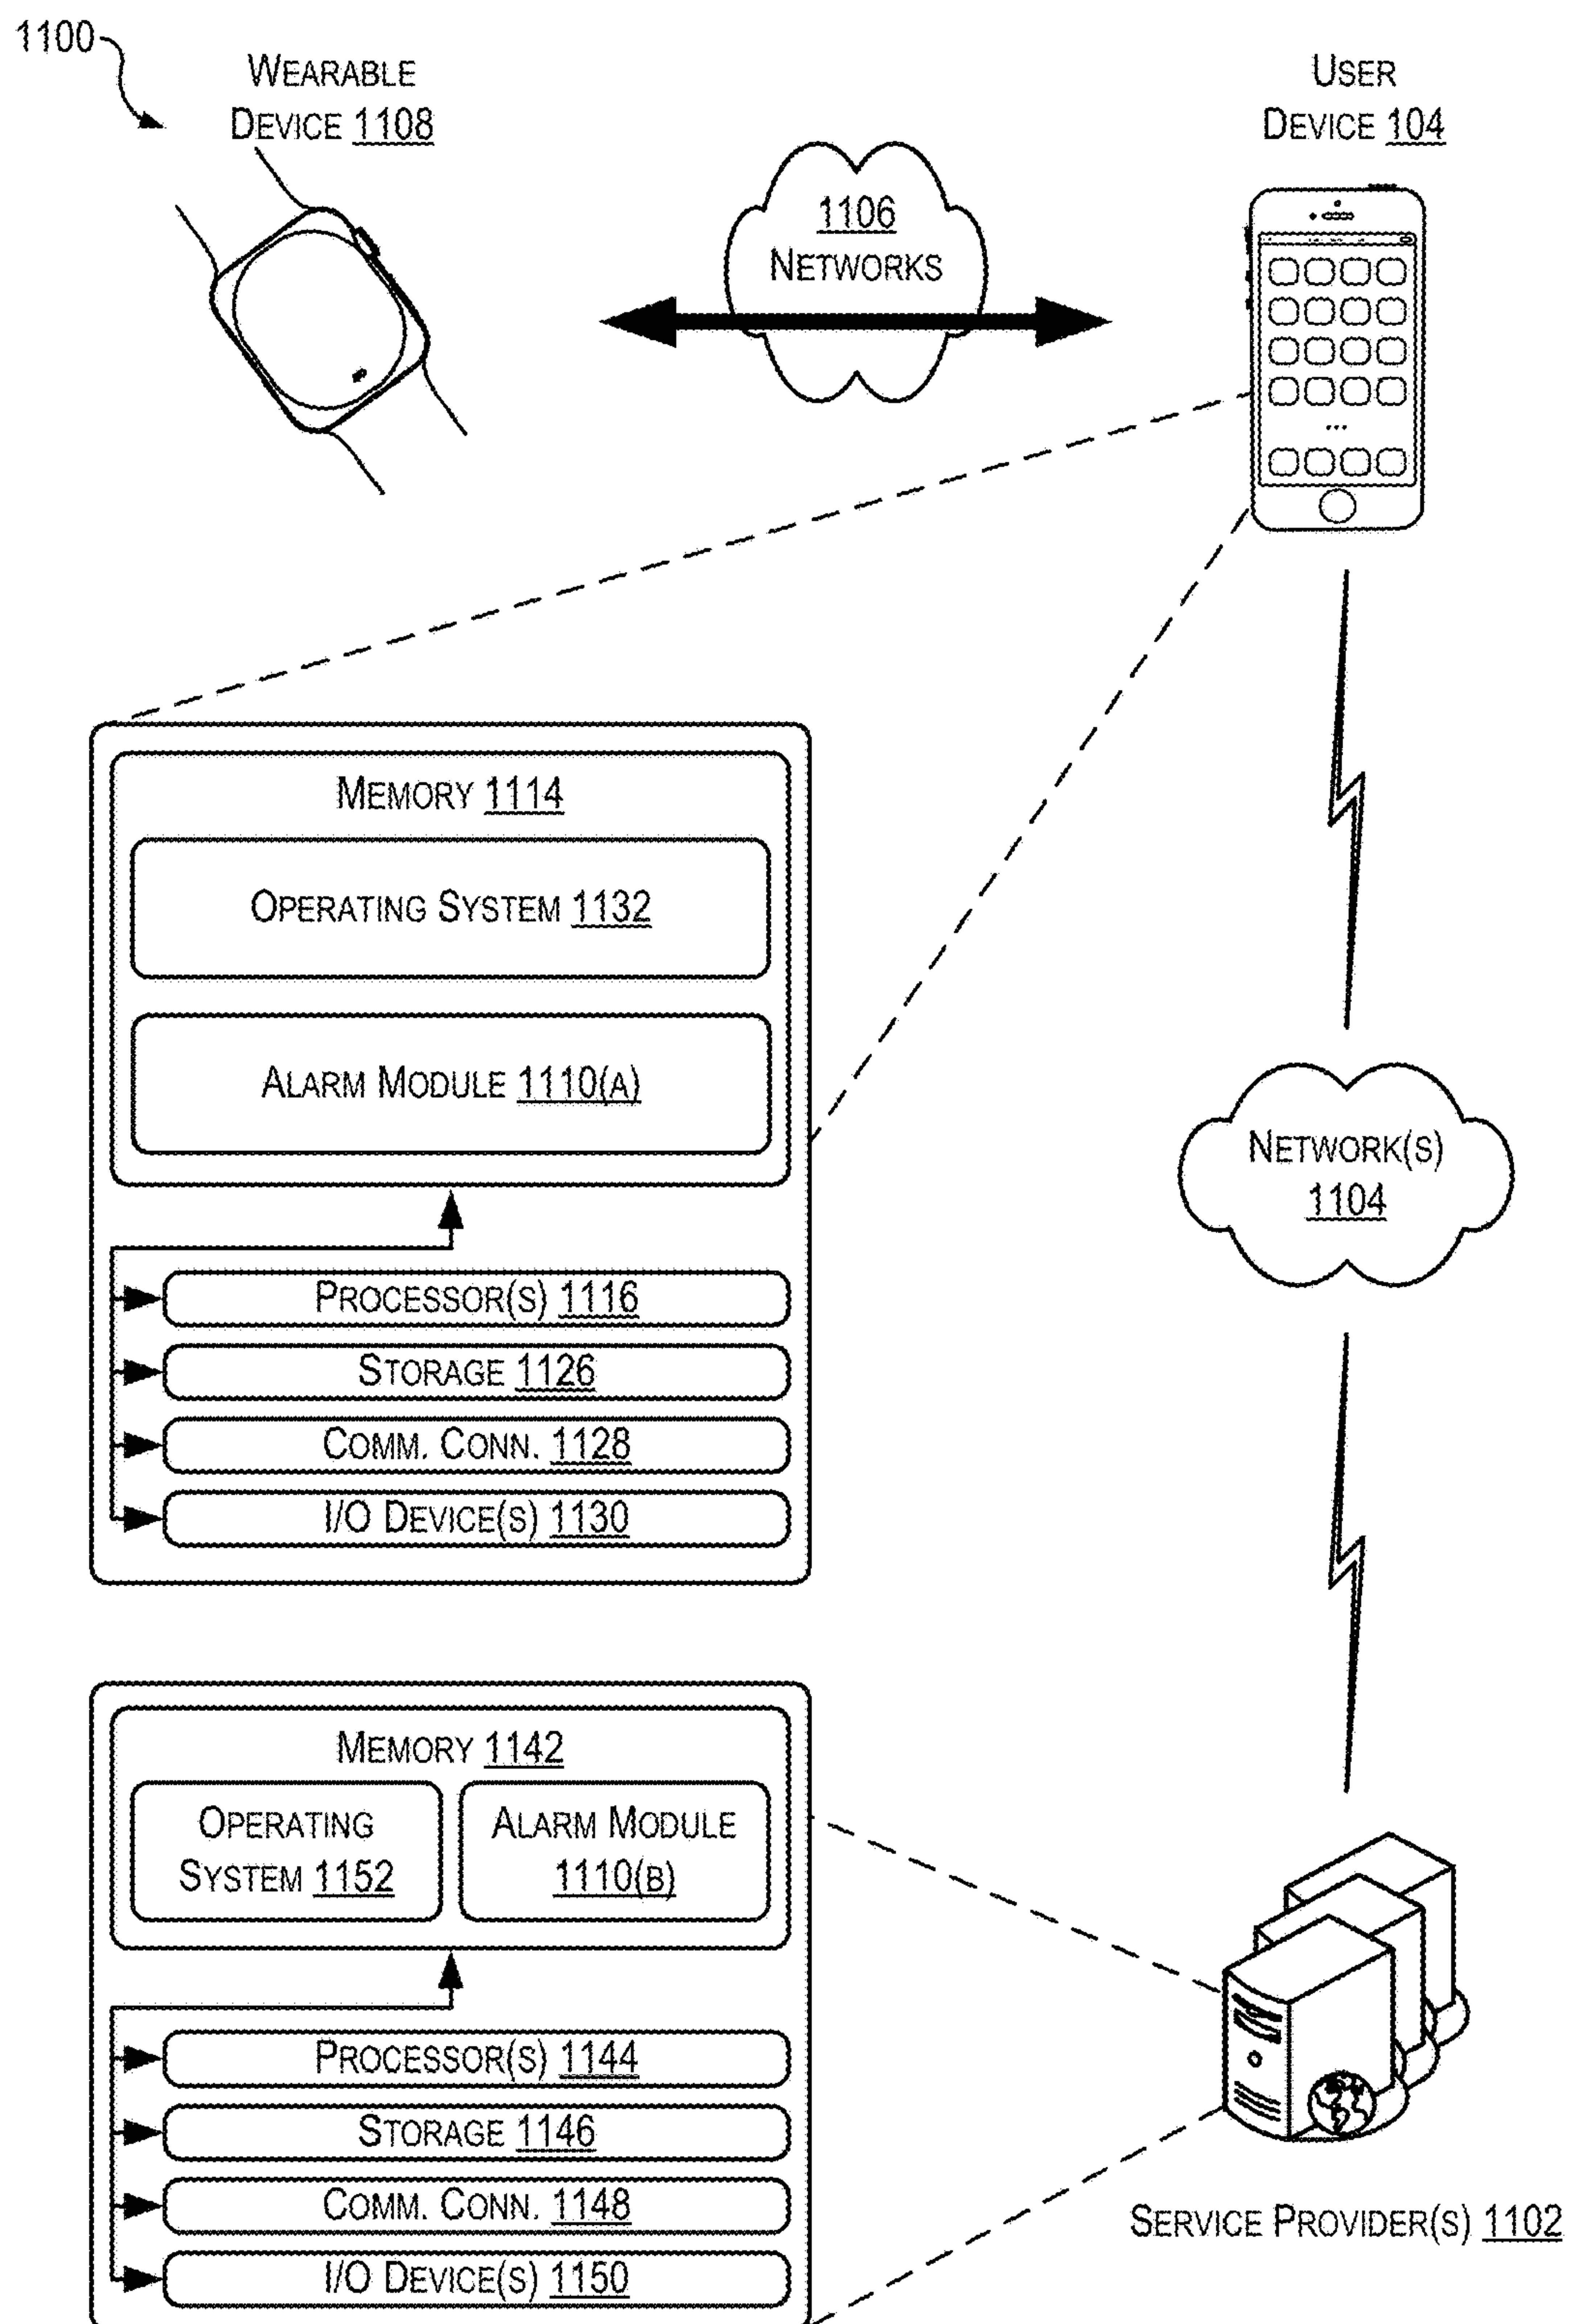 1100
WEARABLE
DEVICE 1108
USER
DEVICE 104
1106
NETWORKS
MEMORY 1114
OPERATING SYSTEM 1132
ALARM MODULE 1110(A)
PROCESSOR(S) 1116
STORAGE 1126
COMM. CONN. 1128
I/O DEVICE(S) 1130
NETWORK(S)
1104
MEMORY 1142
OPERATING
SYSTEM 1152
ALARM MODULE
1110(B)
PROCESSOR(S) 1144
STORAGE 1146
COMM. CONN. 1148
I/O DEVICE(S) 1150
SERVICE PROVIDER(S) 1102